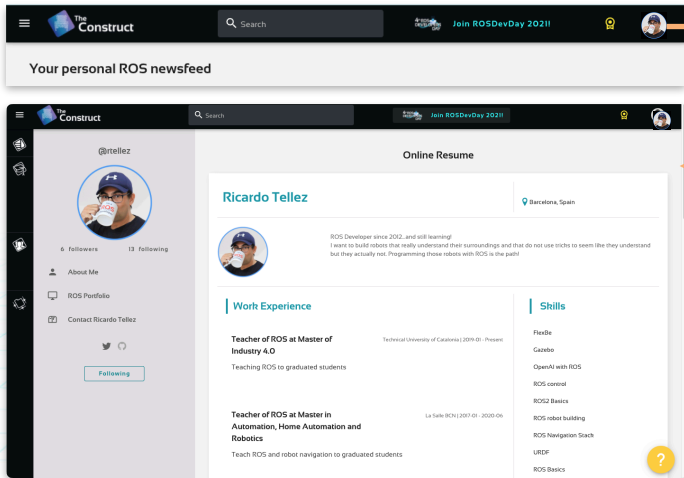 The
Construct
Search
Join ROSDevDay 2021!
Your personal ROS newsfeed
The
Construct
Search
Join ROSDevDay 2021!
@rtellez
6 followers 13 following
About Me
ROS Portfolio
Contact Ricardo Tellez
Following
Online Resume
Ricardo Tellez
Barcelona, Spain
ROS Developer since 2012...and still learning!
I want to build robots that really understand their surroundings and that do not use trichs to seem like they understand
but they actually not. Programming those robots with ROS is the path!
Work Experience
Teacher of ROS at Master of
Industry 4.0
Technical University of Catalonia | 2019-01 - Present
Teaching ROS to graduated students
Teacher of ROS at Master in
Automation, Home Automation and
Robotics
La Salle BCN | 2017-01 - 2020-06
Teach ROS and robot navigation to graduated students
Skills
FlexBe
Gazebo
OpenAI with ROS
ROS control
ROS2 Basics
ROS robot building
ROS Navigation Stack
URDF
ROS Basics
?